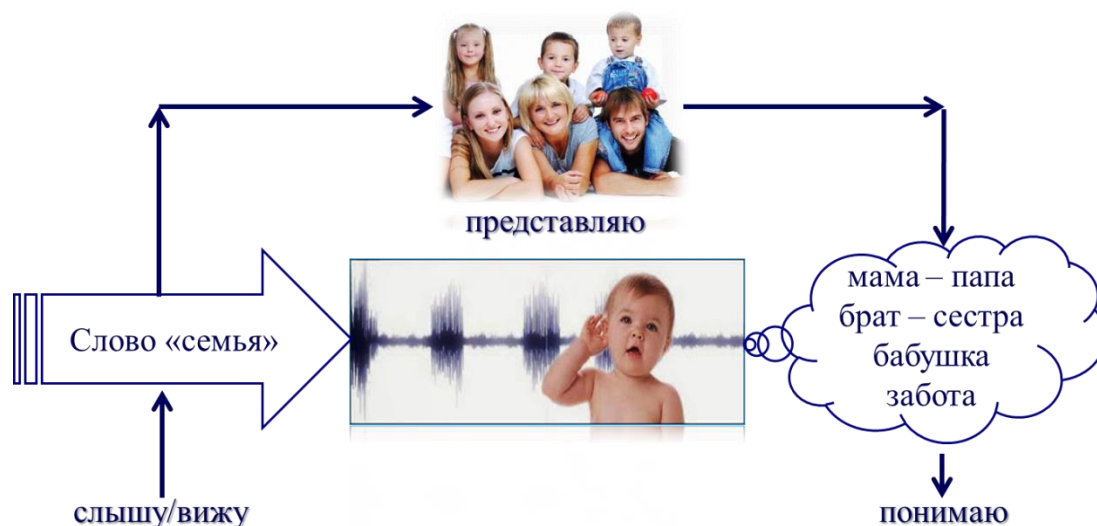 представляю
Слово «семья»
мама – папа
брат – сестра
бабушка
забота
слышу/вижу
понимаю